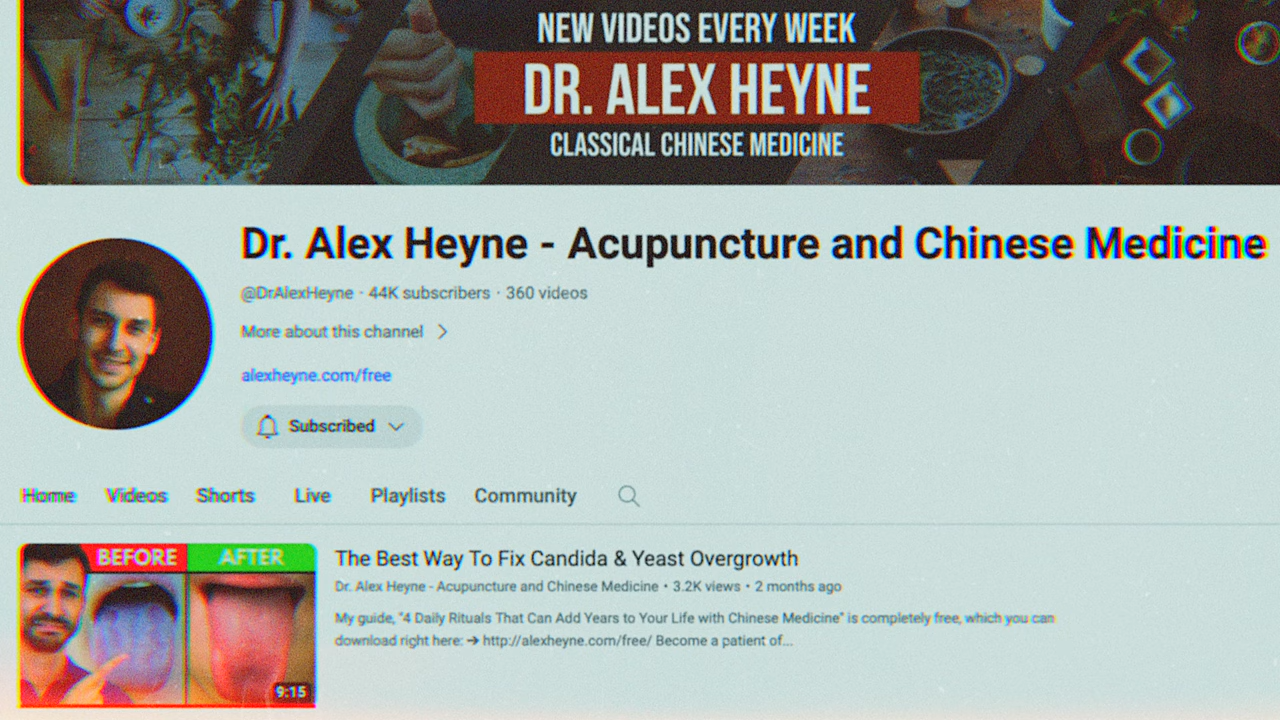 NEW VIDEOS EVERY WEEK
DR. ALEX HEYNE
CLASSICAL CHINESE MEDICINE
Dr. Alex Heyne - Acupuncture and Chinese Medicine
@DrAlexHeyne · 44K subscribers · 360 videos
More about this channel
alexheyne.com/free
Subscribed
Home Videos Shorts Live Playlists Community
BEFORE AFTER
9:15
The Best Way To Fix Candida & Yeast Overgrowth
Dr. Alex Heyne - Acupuncture and Chinese Medicine • 3.2K views • 2 months ago
My guide, "4 Daily Rituals That Can Add Years to Your Life with Chinese Medicine" is completely free, which you can
download right here: ➔ http://alexheyne.com/free/ Become a patient of...